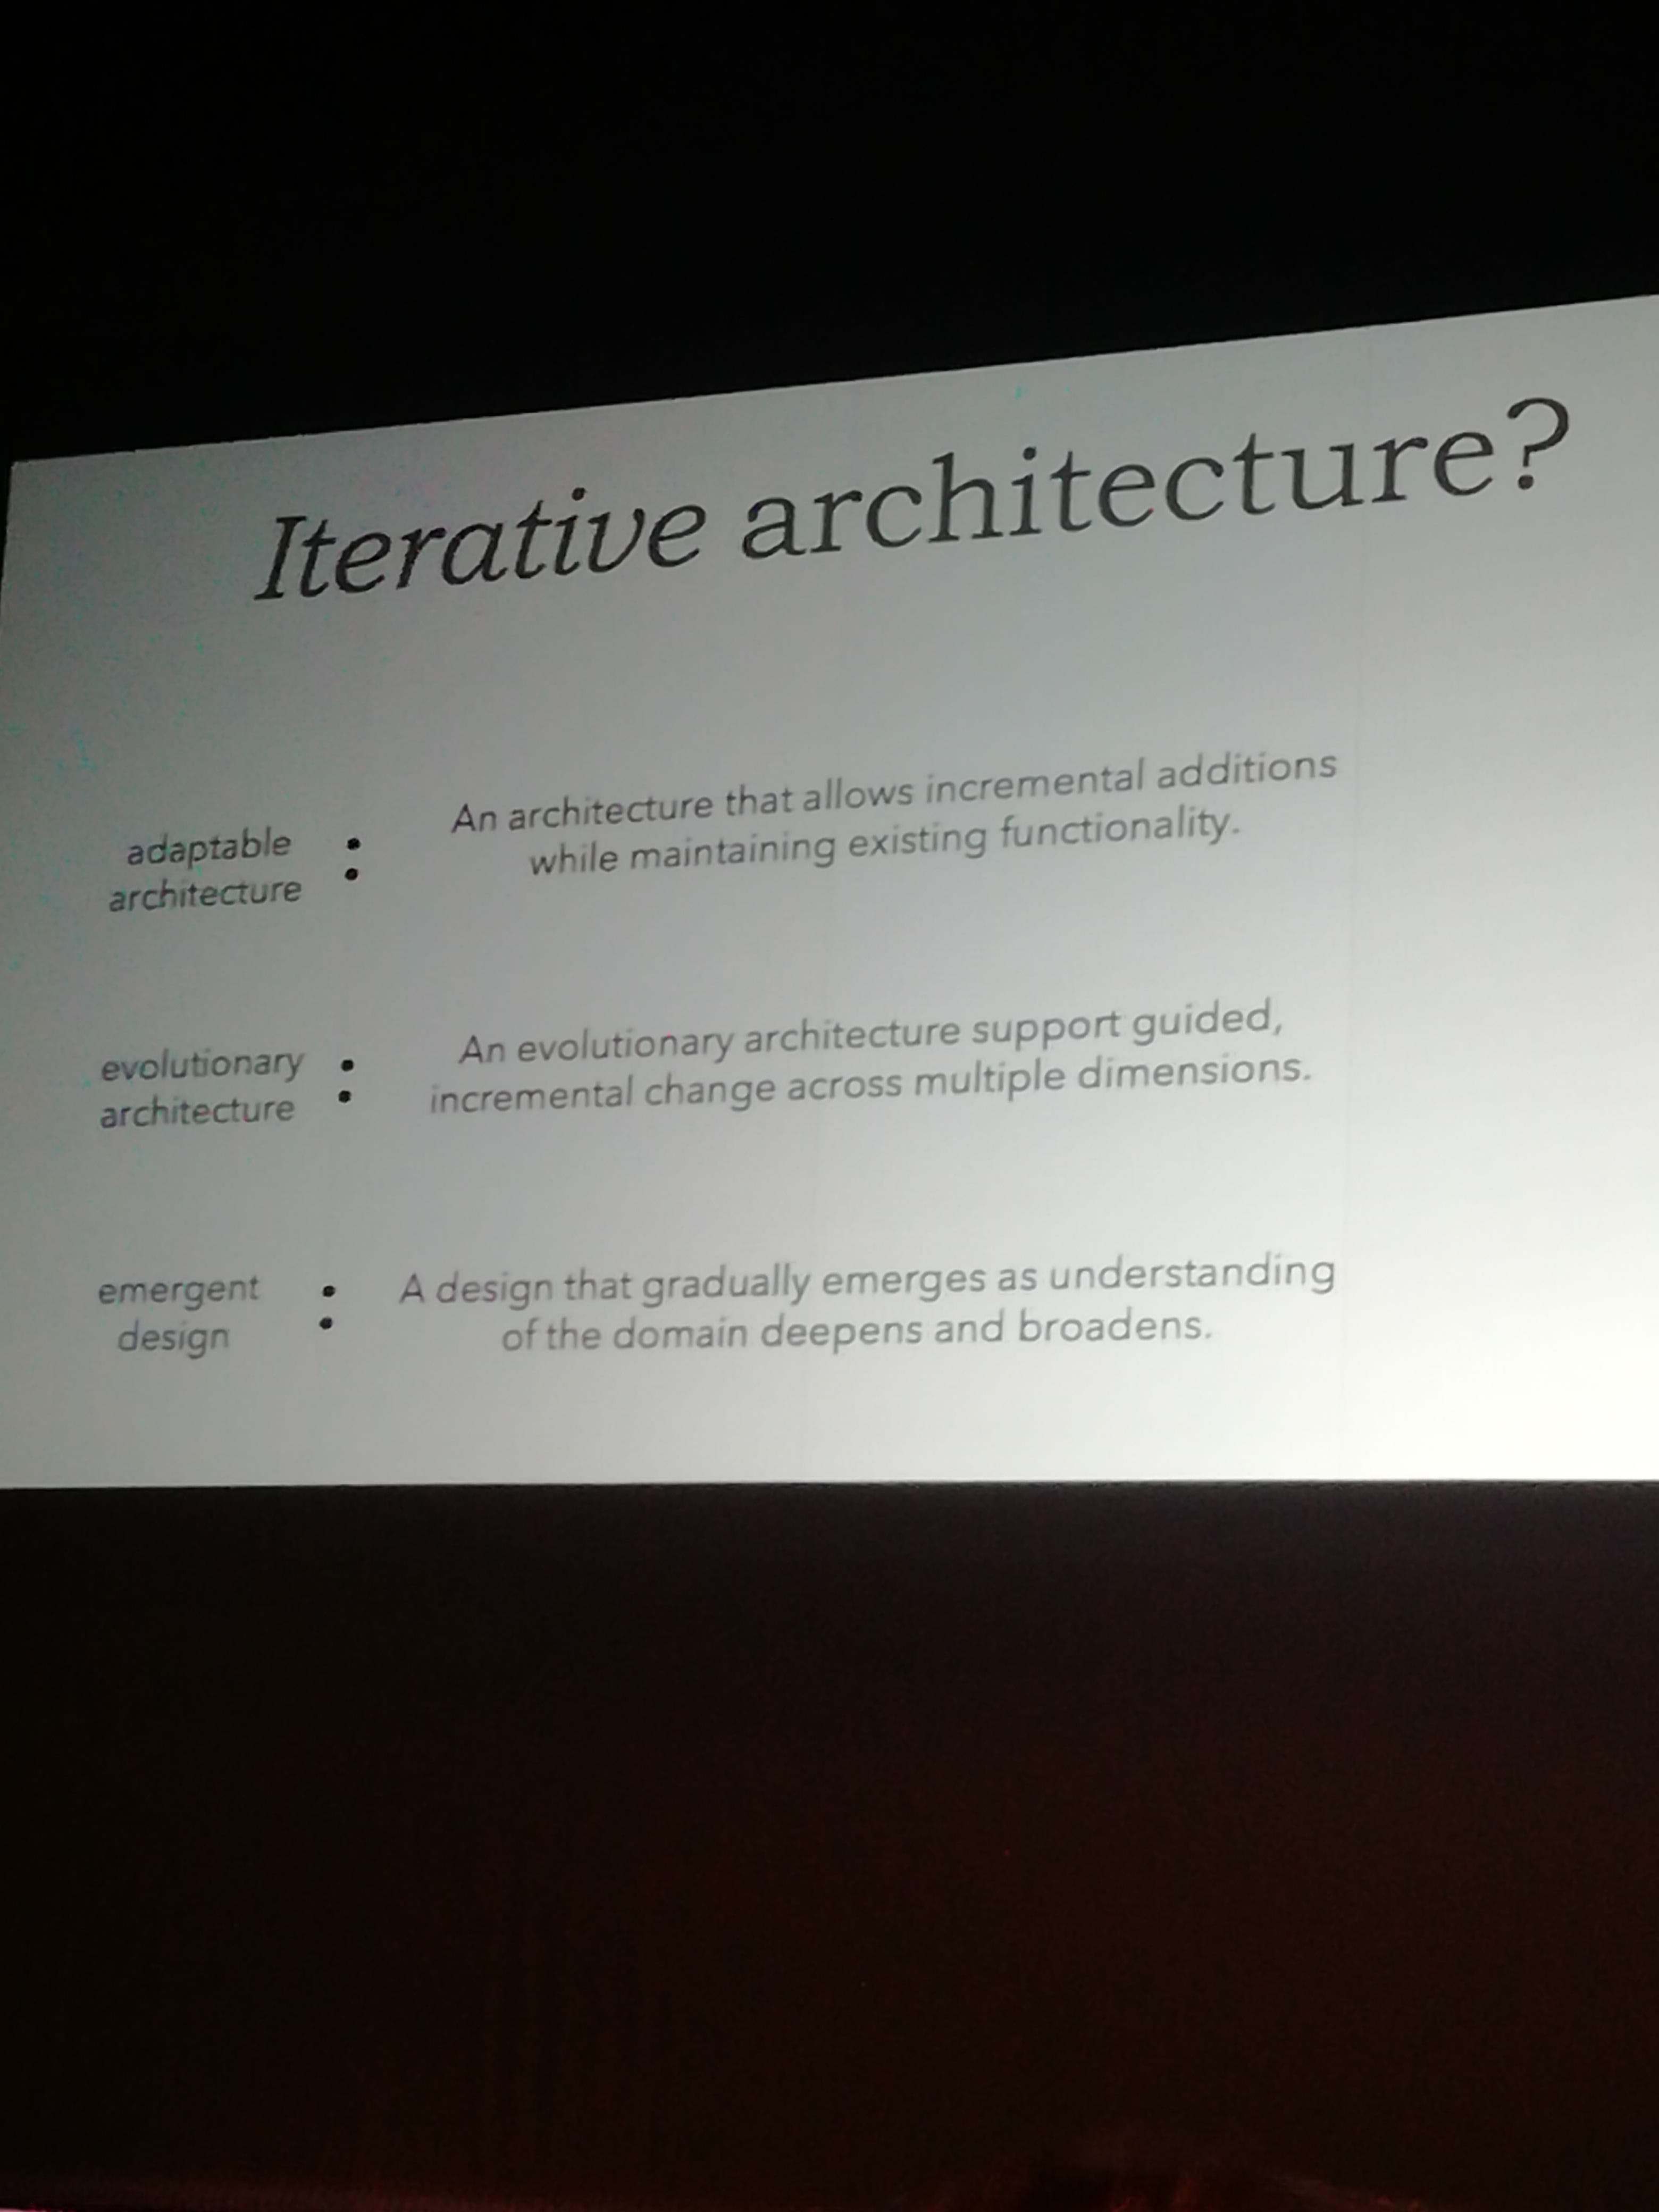 Iterative architecture?
adaptable
architecture
:
An architecture that allows incremental additions
while maintaining existing functionality.
evolutionary
architecture
:
An evolutionary architecture support guided,
incremental change across multiple dimensions.
emergent
design
:
A design that gradually emerges as understanding
of the domain deepens and broadens.